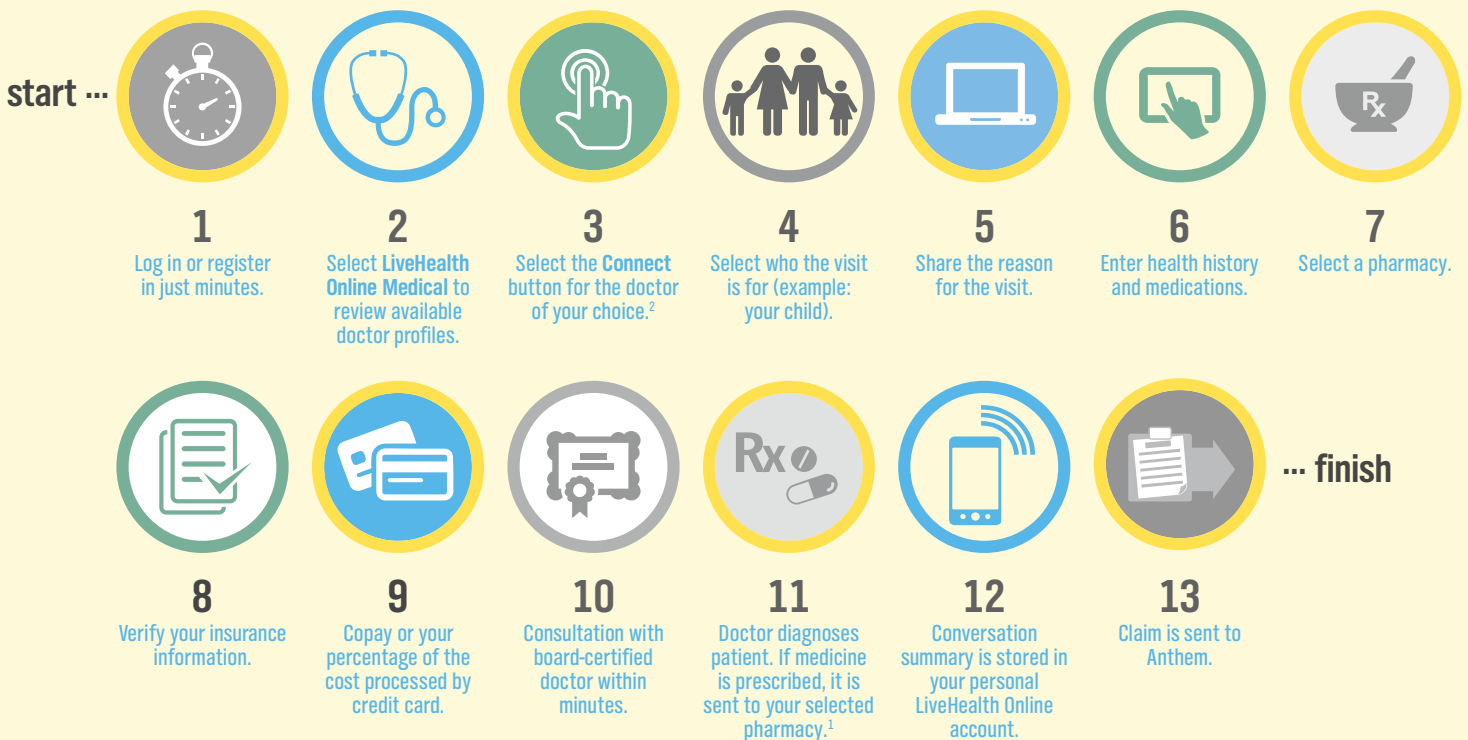 start ...
1
Log in or register
in just minutes.
2
Select LiveHealth
Online Medical to
review available
doctor profiles.
3
Select the Connect
button for the doctor
of your choice.2
4
Select who the visit
is for (example:
your child).
5
Share the reason
for the visit.
6
Enter health history
and medications.
Rx
7
Select a pharmacy.
8
Verify your insurance
information.
9
Copay or your
percentage of the
cost processed by
credit card.
10
Consultation with
board-certified
doctor within
minutes.
Rx
11
Doctor diagnoses
patient. If medicine
is prescribed, it is
sent to your selected
pharmacy.1
12
Conversation
summary is stored in
your personal
LiveHealth Online
account.
13
Claim is sent to
Anthem.
... finish